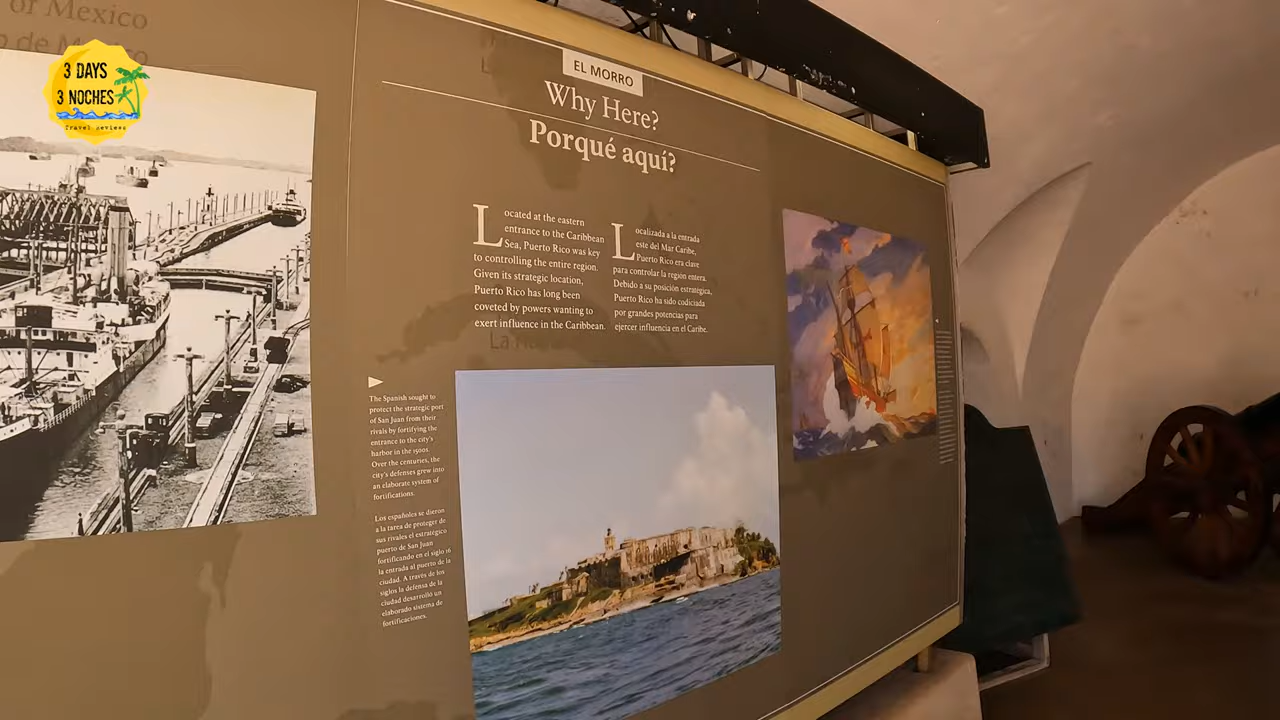 or Mexico
o de Mexico
3 DAYS
3 NOCHES
Travel Reviews
EL MORRO
Why Here?
Porqué aquí?
Located at the eastern
entrance to the Caribbean
Sea, Puerto Rico was key
to controlling the entire region.
Given its strategic location,
Puerto Rico has long been
coveted by powers wanting to
exert influence in the Caribbean.
Localizada a la entrada
este del Mar Caribe,
Puerto Rico era clave
para controlar la región entera.
Debido a su posición estratégica,
Puerto Rico ha sido codiciada
por grandes potencias para
ejercer influencia en el Caribe.
The Spanish sought to
protect the strategic port
of San Juan from their
rivals by fortifying the
entrance to the city's
harbor in the 1500s.
Over the centuries, the
city's defenses grew into
an elaborate system of
fortifications.
Los españoles se dieron
a la tarea de proteger de
sus rivales el estratégico
puerto de San Juan
fortificando en el siglo 16
la entrada al puerto de la
ciudad. A través de los
siglos la defensa de la
ciudad desarrolló un
elaborado sistema de
fortificaciones.